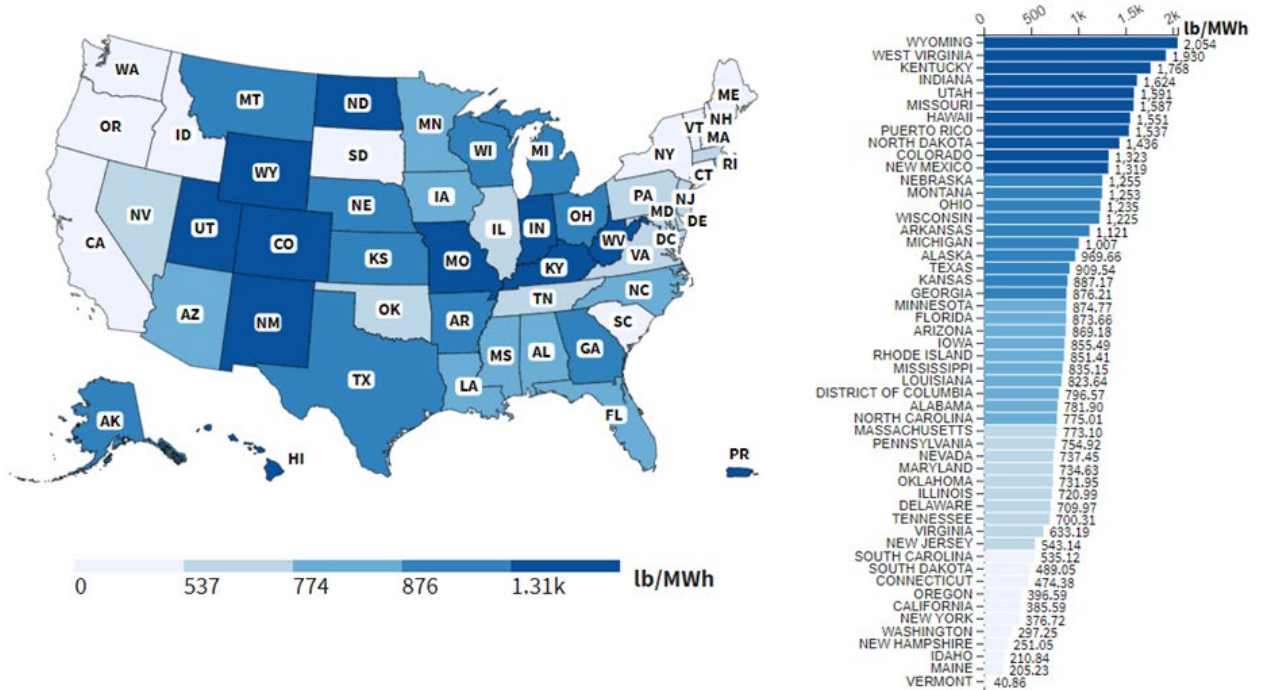 WA
MT
ND
MN
ME
VT
NH
MA
OR
ID
SD
WI
MI
NY
RI
CT
WY
NE
IA
PA
NJ
MD
DE
NV
UT
CO
IL
IN
OH
WV
DC
VA
CA
KS
MO
KY
AZ
NM
OK
TN
NC
AR
SC
TX
MS
AL
GA
LA
FL
AK
HI
PR
0 537 774 876 1.31k lb/MWh
0 500 1k 1.5k 2k lb/MWh
WYOMING 2,054
WEST VIRGINIA 1,930
KENTUCKY 1,768
INDIANA 1,624
UTAH 1,591
MISSOURI 1,587
HAWAII 1,551
PUERTO RICO 1,537
NORTH DAKOTA 1,436
COLORADO 1,323
NEW MEXICO 1,319
NEBRASKA 1,255
MONTANA 1,253
OHIO 1,235
WISCONSIN 1,225
ARKANSAS 1,121
MICHIGAN 1,007
ALASKA 969.66
TEXAS 909.54
KANSAS 887.17
GEORGIA 876.21
MINNESOTA 874.77
FLORIDA 873.66
ARIZONA 869.18
IOWA 855.49
RHODE ISLAND 851.41
MISSISSIPPI 835.15
LOUISIANA 823.64
DISTRICT OF COLUMBIA 796.57
ALABAMA 781.90
NORTH CAROLINA 775.01
MASSACHUSETTS 773.10
PENNSYLVANIA 754.92
NEVADA 737.45
MARYLAND 734.63
OKLAHOMA 731.95
ILLINOIS 720.99
DELAWARE 709.97
TENNESSEE 700.31
VIRGINIA 633.19
NEW JERSEY 543.14
SOUTH CAROLINA 535.12
SOUTH DAKOTA 489.05
CONNECTICUT 474.38
OREGON 396.59
CALIFORNIA 385.59
NEW YORK 376.72
WASHINGTON 297.25
NEW HAMPSHIRE 251.05
IDAHO 210.84
MAINE 205.23
VERMONT 40.86